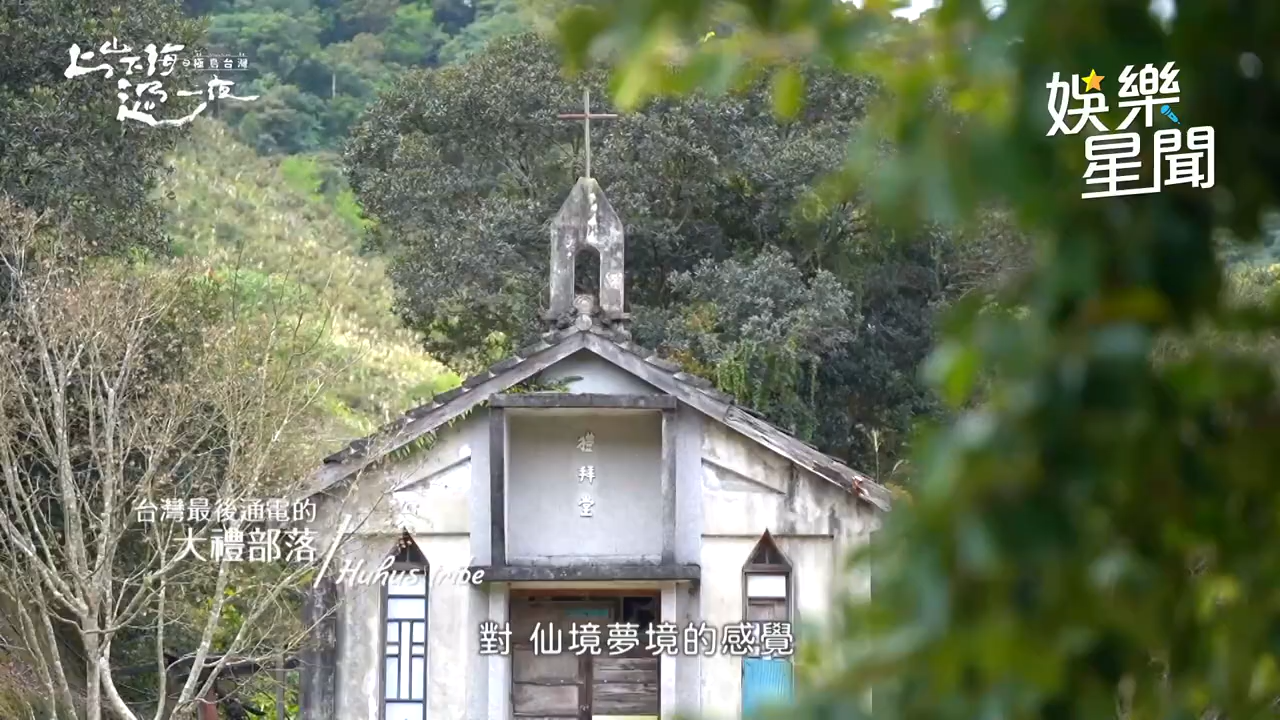 上山下海
過一夜
極島台灣
娛樂
星聞
禮拜堂
台灣最後通電的
大禮部落
Huhus tribe
對 仙境夢境的感覺